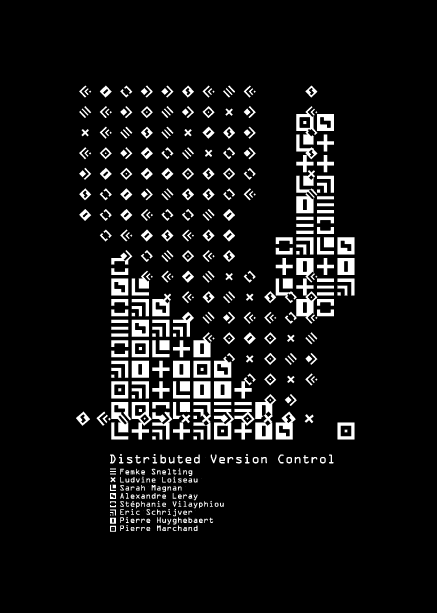 Distributed Version Control
Femke Snelting
Ludvine Loiseau
Sarah Magnan
Alexandre Leray
Stéphanie Vilayphiou
Eric Schrijver
Pierre Huyghebaert
Pierre Marchand